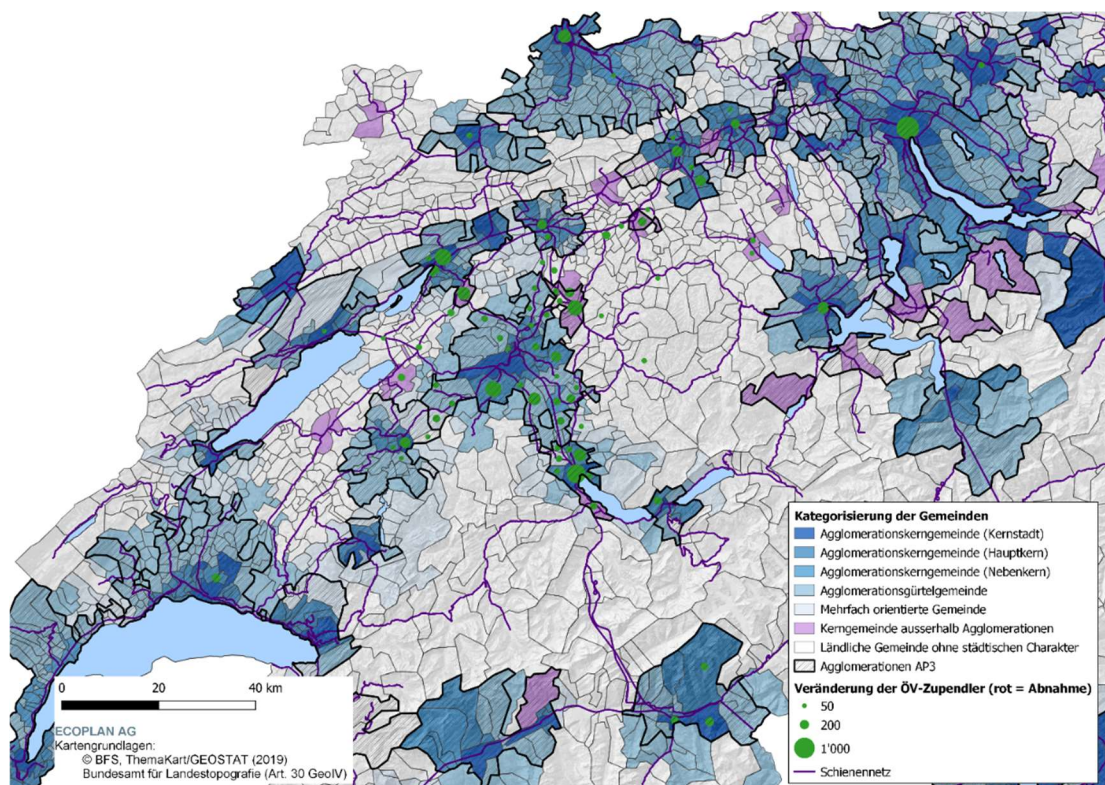 Kategorisierung der Gemeinden
Agglomerationskerngemeinde (Kernstadt)
Agglomerationskerngemeinde (Hauptkern)
Agglomerationskerngemeinde (Nebenkern)
Agglomerationsgürtelgemeinde
Mehrfach orientierte Gemeinde
Kerngemeinde ausserhalb Agglomerationen
Ländliche Gemeinde ohne städtischen Charakter
Agglomerationen AP3
Veränderung der ÖV-Zupendler (rot = Abnahme)
50
200
1'000
Schienennetz
0 20 40 km
ECOPLAN AG
Kartengrundlagen:
© BFS, ThemaKart/GEOSTAT (2019)
Bundesamt für Landestopografie (Art. 30 GeoIV)